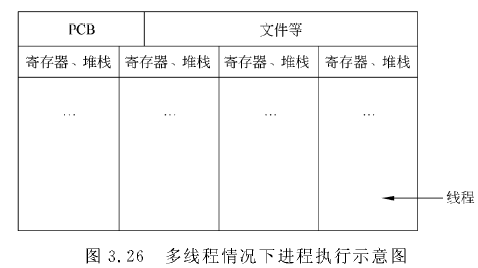 PCB 文件等
寄存器、堆栈 寄存器、堆栈 寄存器、堆栈 寄存器、堆栈
… … … …
线程
图 3.26 多线程情况下进程执行示意图